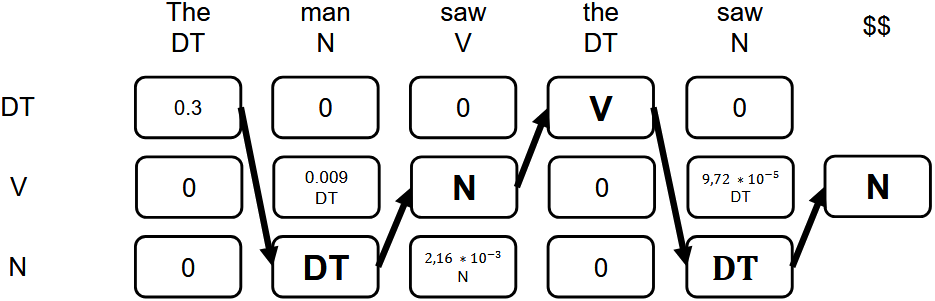 The man saw the saw $$
DT N V DT N
DT 0.3 0 0 V 0
V 0 0.009 DT N 0 9,72 * 10⁻⁵ DT N
N 0 DT 2,16 * 10⁻³ N 0 DT